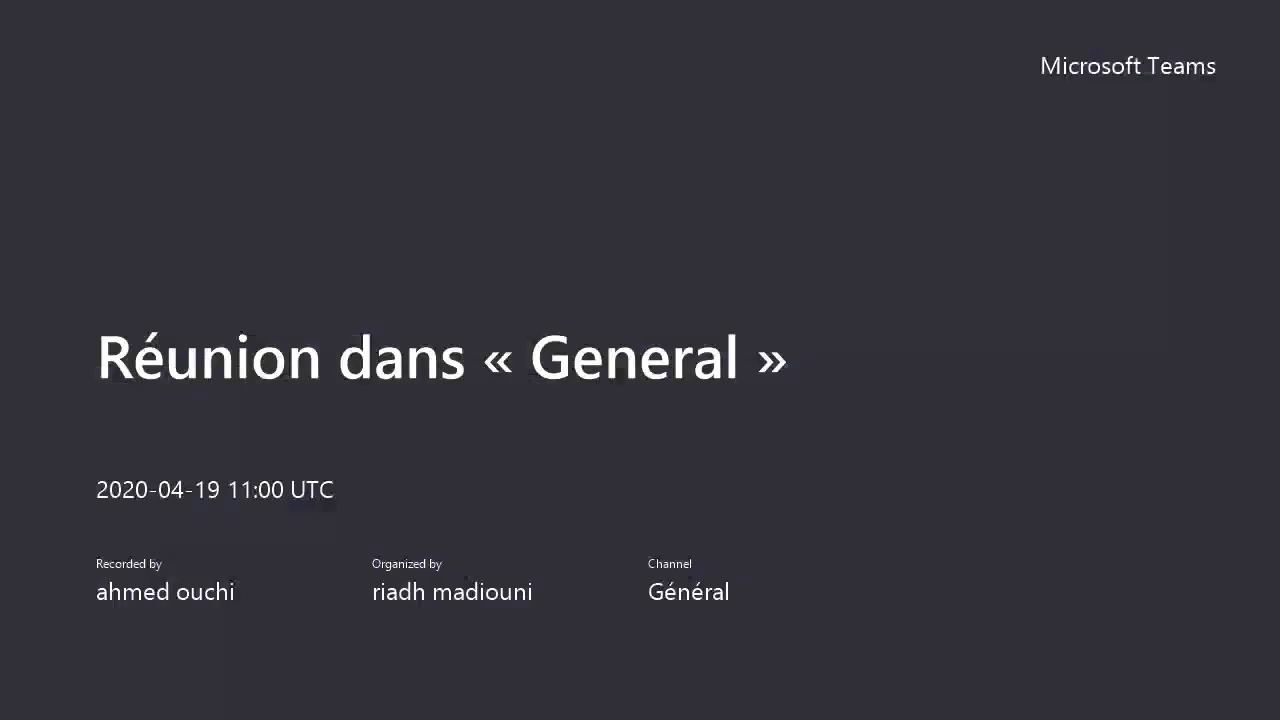 Microsoft Teams
Réunion dans « General »
2020-04-19 11:00 UTC
Recorded by
ahmed ouchi
Organized by
riadh madiouni
Channel
Général